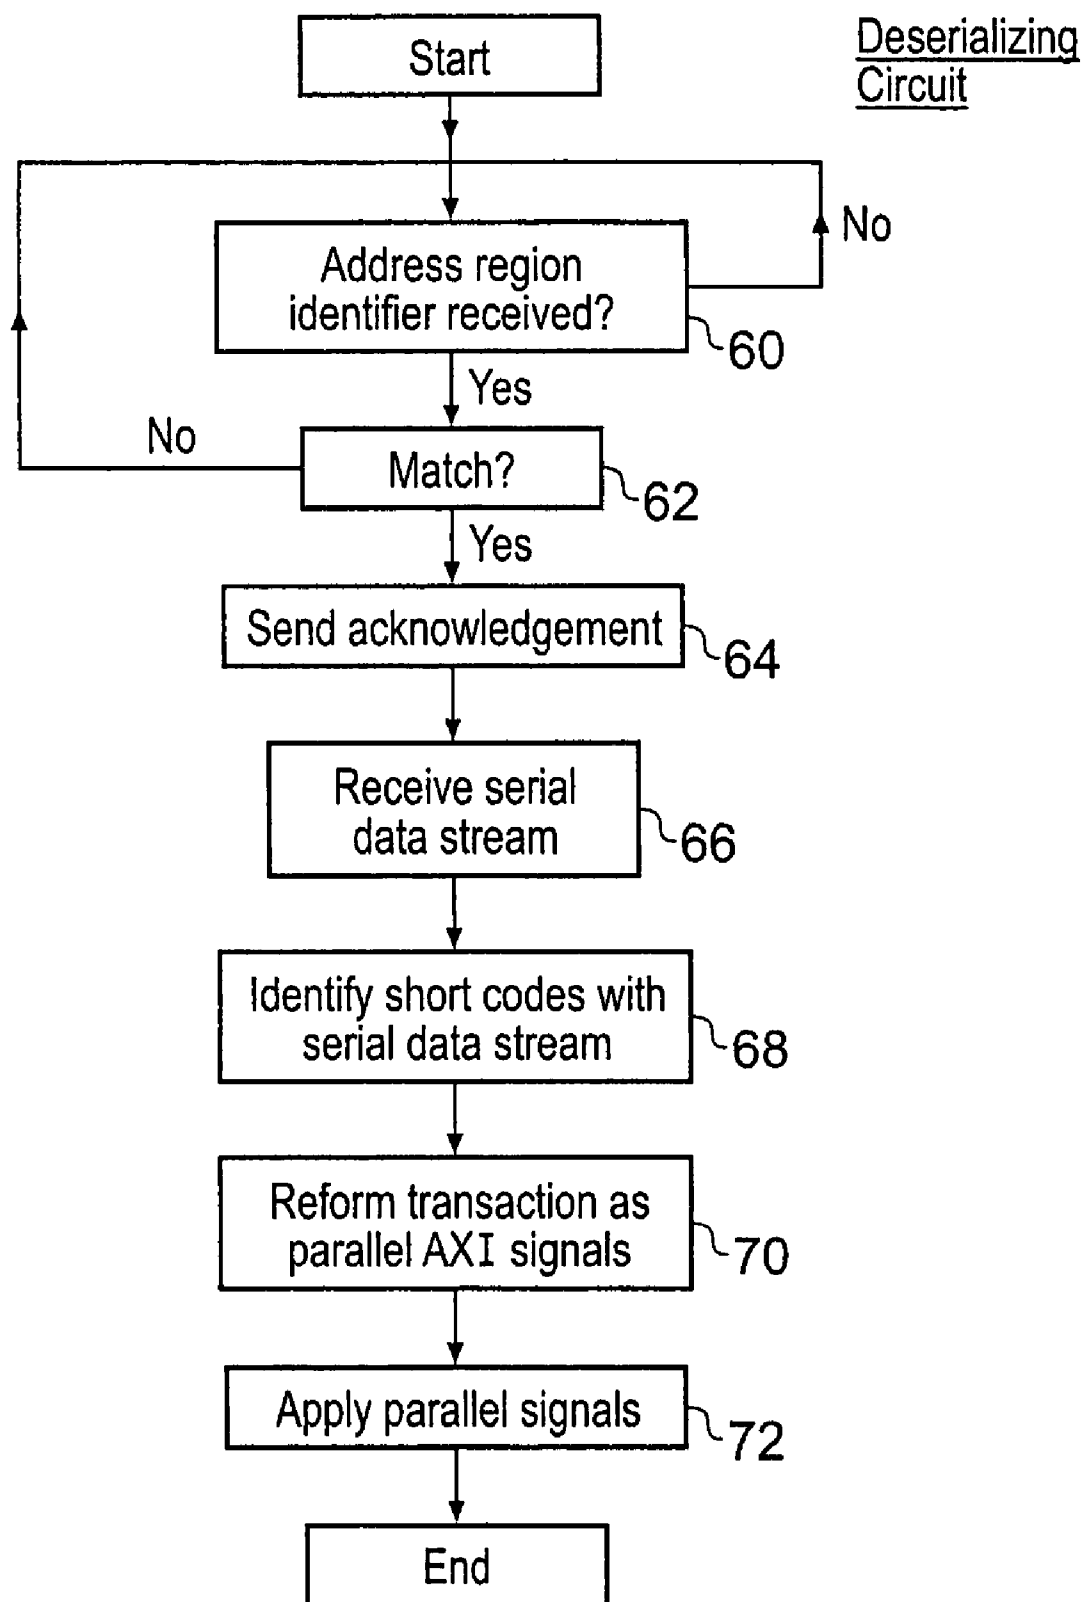 Deserializing
Circuit
Start
No
Address region
identifier received?
60
Yes
No
Match?
62
Yes
Send acknowledgement
64
Receive serial
data stream
66
Identify short codes with
serial data stream
68
Reform transaction as
parallel AXI signals
70
Apply parallel signals
72
End